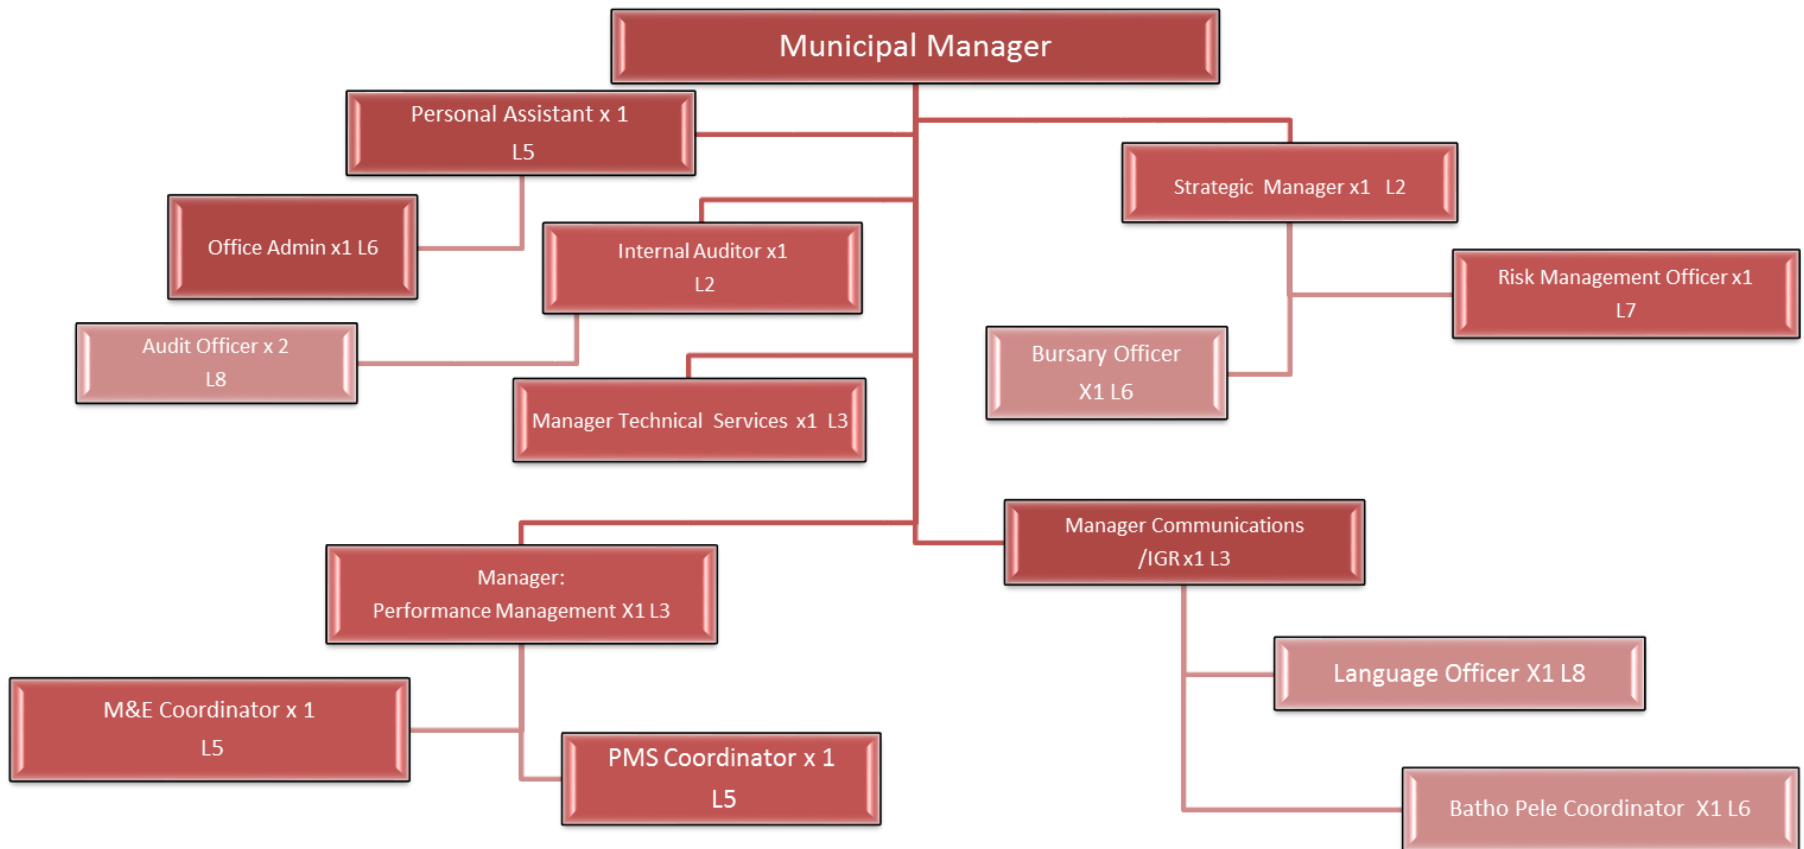 Municipal Manager
Personal Assistant x 1
L5
Strategic Manager x1 L2
Office Admin x1 L6
Internal Auditor x1
L2
Risk Management Officer x1
L7
Audit Officer x 2
L8
Bursary Officer
X1 L6
Manager Technical Services x1 L3
Manager Communications
/IGR x1 L3
Manager:
Performance Management X1 L3
Language Officer X1 L8
M&E Coordinator x 1
L5
PMS Coordinator x 1
L5
Batho Pele Coordinator X1 L6